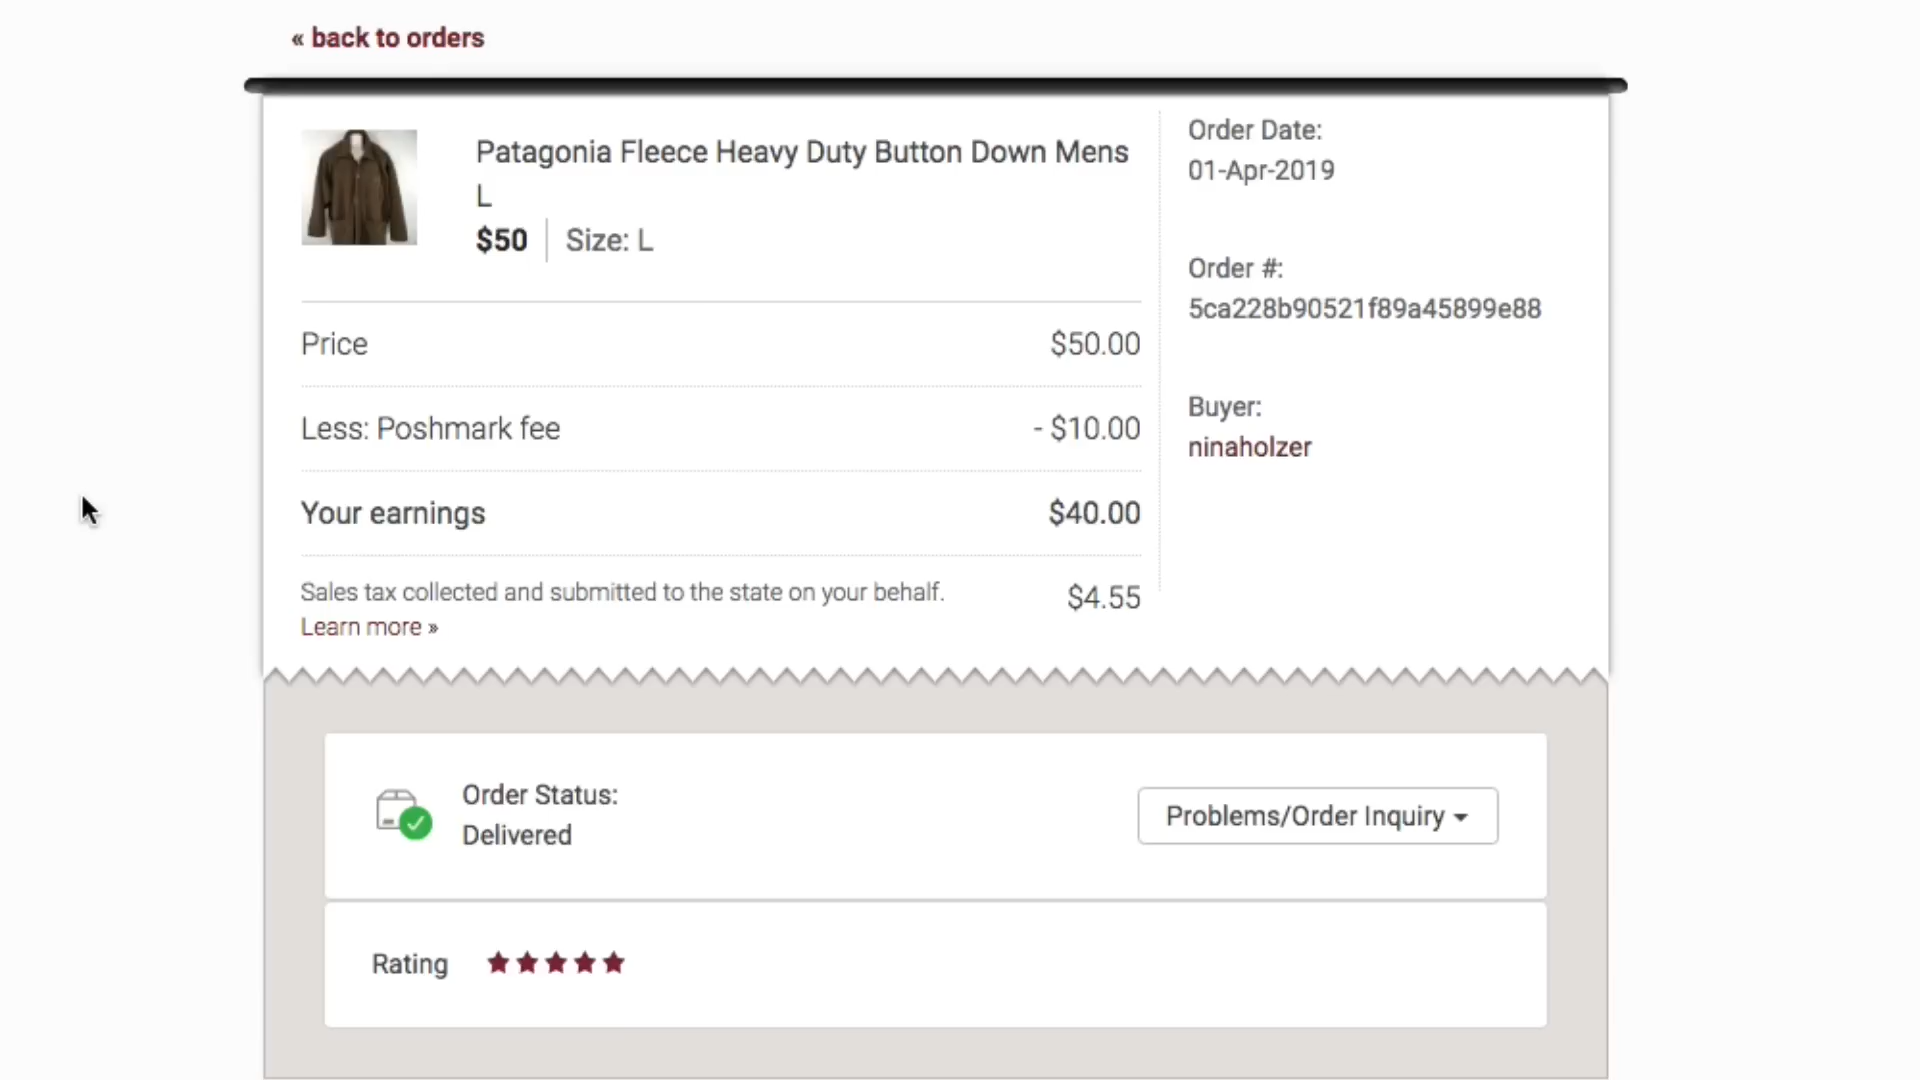 « back to orders
Patagonia Fleece Heavy Duty Button Down Mens
L
$50 Size: L
Price $50.00
Less: Poshmark fee - $10.00
Your earnings $40.00
Sales tax collected and submitted to the state on your behalf. $4.55
Learn more »
Order Date:
01-Apr-2019
Order #:
5ca228b90521f89a45899e88
Buyer:
ninaholzer
Order Status:
Delivered
Problems/Order Inquiry
Rating